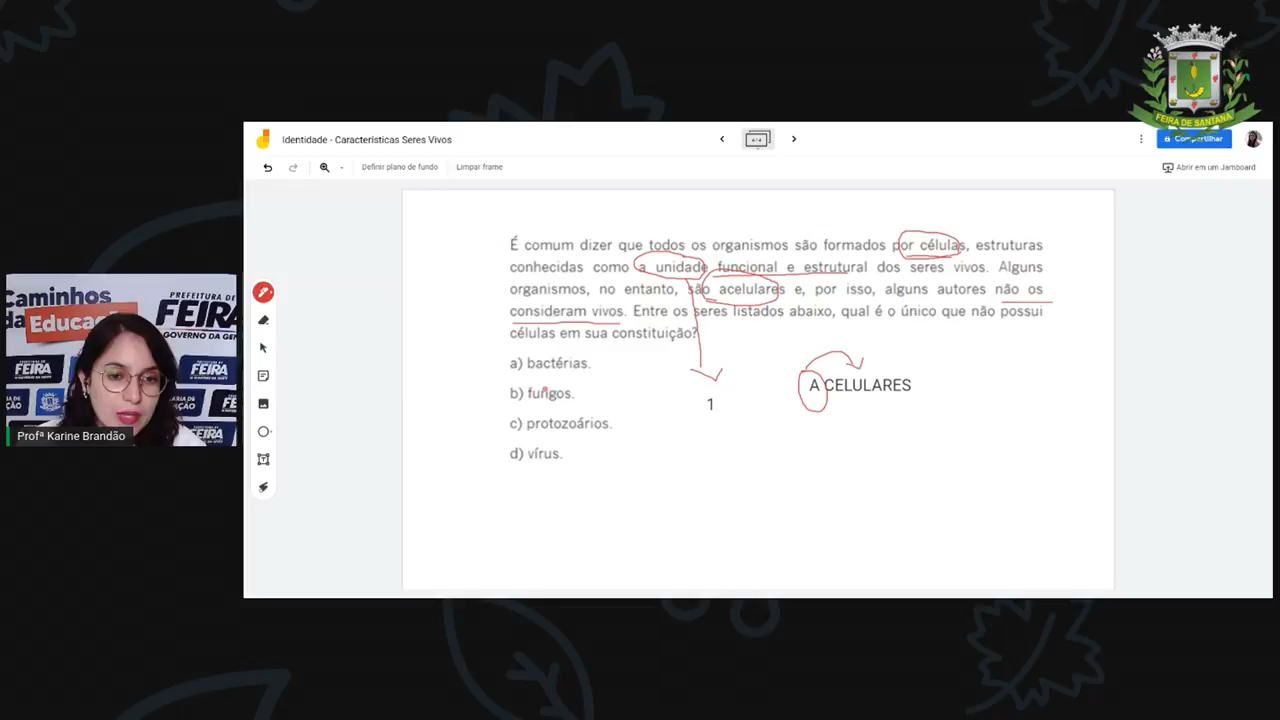 FEIRA DE SANTANA
Identidade - Características Seres Vivos
Compartilhar
Definir plano de fundo
Limpar frame
Abrir em um Jamboard
É comum dizer que todos os organismos são formados por células, estruturas
conhecidas como a unidade funcional e estrutural dos seres vivos. Alguns
organismos, no entanto, são acelulares e, por isso, alguns autores não os
consideram vivos. Entre os seres listados abaixo, qual é o único que não possui
células em sua constituição?
a) bactérias.
b) fungos.
c) protozoários.
d) vírus.
1
A CELULARES
Caminhos
da Educação
PREFEITURA DE
FEIRA
GOVERNO DA GEN
FEIRA
FEIRA
Profª Karine Brandão